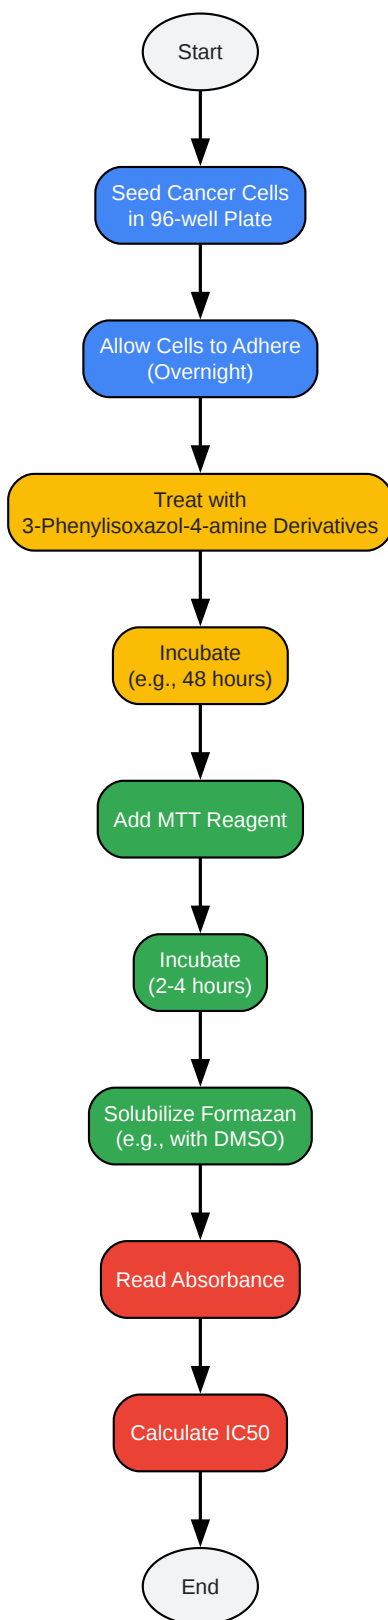 Start
Seed Cancer Cells
in 96-well Plate
Allow Cells to Adhere
(Overnight)
Treat with
3-Phenylisoxazol-4-amine Derivatives
Incubate
(e.g., 48 hours)
Add MTT Reagent
Incubate
(2-4 hours)
Solubilize Formazan
(e.g., with DMSO)
Read Absorbance
Calculate IC50
End